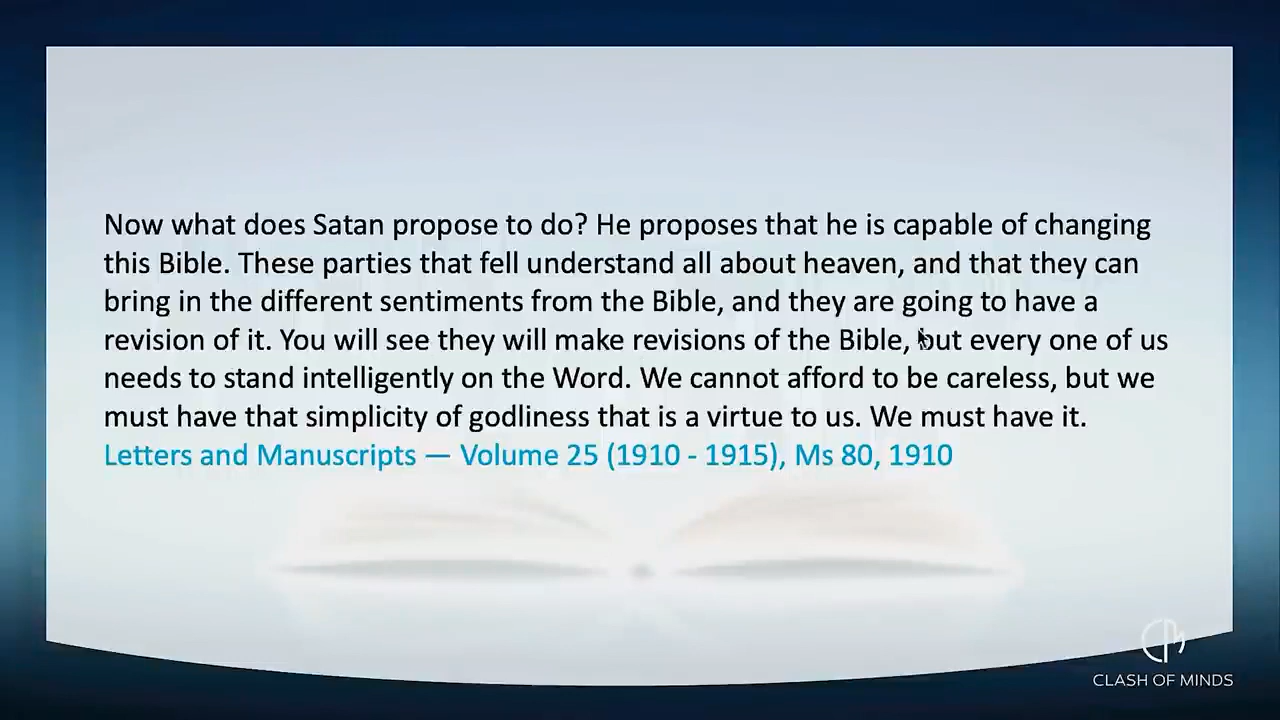 Now what does Satan propose to do? He proposes that he is capable of changing
this Bible. These parties that fell understand all about heaven, and that they can
bring in the different sentiments from the Bible, and they are going to have a
revision of it. You will see they will make revisions of the Bible, but every one of us
needs to stand intelligently on the Word. We cannot afford to be careless, but we
must have that simplicity of godliness that is a virtue to us. We must have it.
Letters and Manuscripts — Volume 25 (1910 - 1915), Ms 80, 1910
CLASH OF MINDS